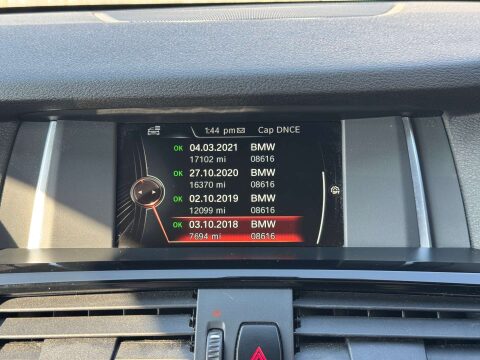 1:44 pm Cap DNCE
OK 04.03.2021 BMW
17102 mi 08616
OK 27.10.2020 BMW
16370 mi 08616
OK 02.10.2019 BMW
12099 mi 08616
OK 03.10.2018 BMW
7694 mi 08616